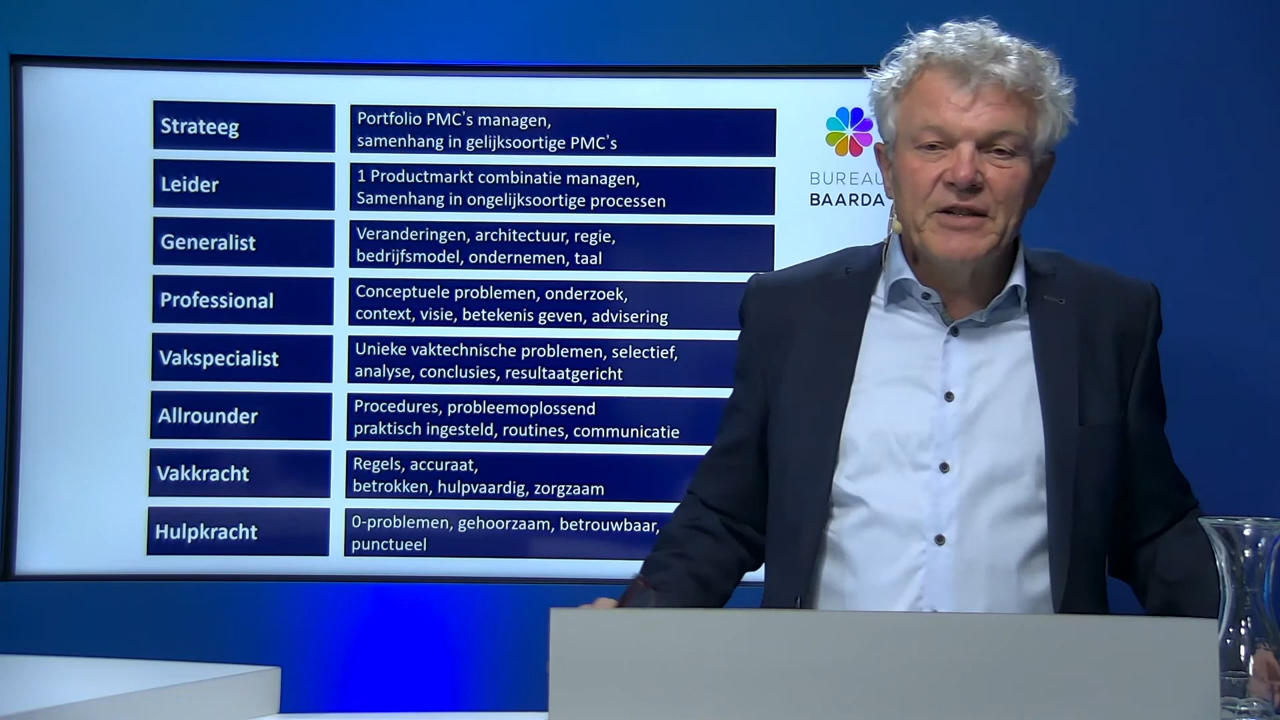 Strateeg
Portfolio PMC's managen,
samenhang in gelijksoortige PMC's
Leider
1 Productmarkt combinatie managen,
Samenhang in ongelijksoortige processen
Generalist
Veranderingen, architectuur, regie,
bedrijfsmodel, ondernemen, taal
Professional
Conceptuele problemen, onderzoek,
context, visie, betekenis geven, advisering
Vakspecialist
Unieke vaktechnische problemen, selectief,
analyse, conclusies, resultaatgericht
Allrounder
Procedures, probleemoplossend
praktisch ingesteld, routines, communicatie
Vakkracht
Regels, accuraat,
betrokken, hulpvaardig, zorgzaam
Hulpkracht
0-problemen, gehoorzaam, betrouwbaar,
punctueel
BUREAU
BAARDA